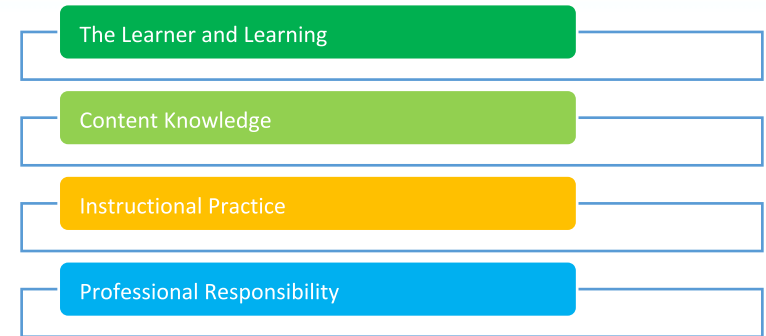 The Learner and Learning
Content Knowledge
Instructional Practice
Professional Responsibility